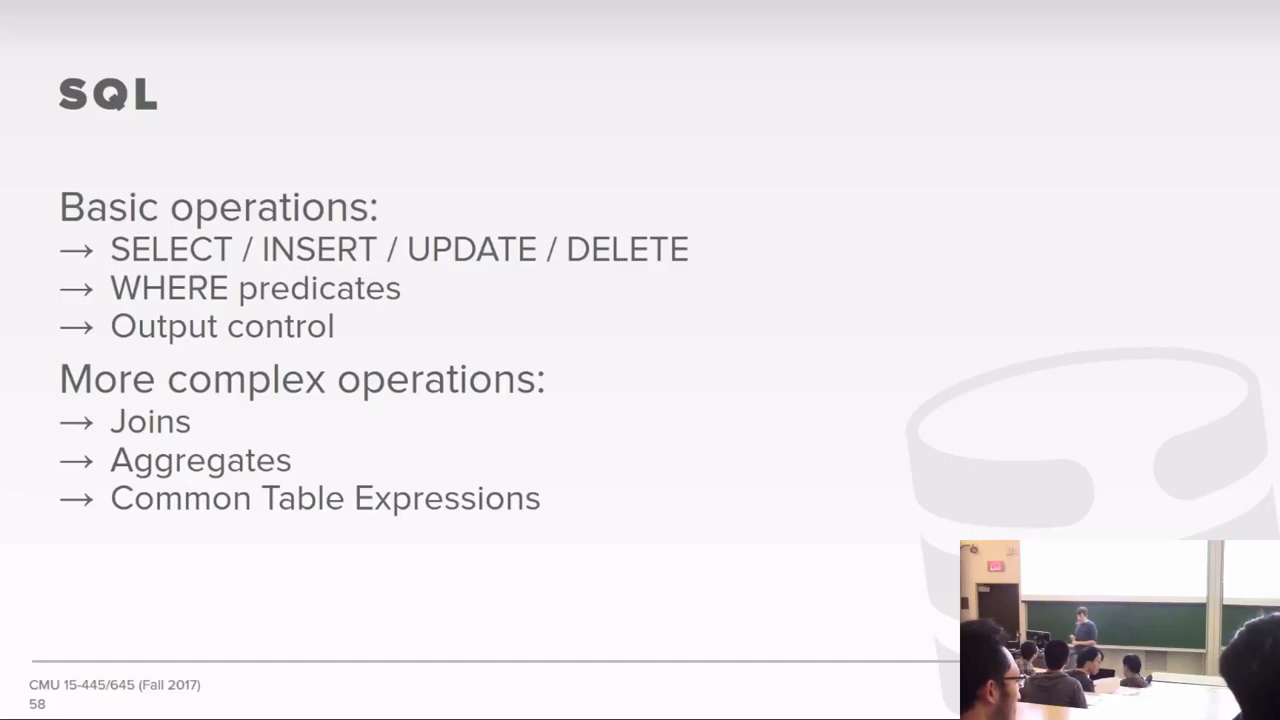 SQL
Basic operations:
→ SELECT / INSERT / UPDATE / DELETE
→ WHERE predicates
→ Output control
More complex operations:
→ Joins
→ Aggregates
→ Common Table Expressions
CMU 15-445/645 (Fall 2017)
58